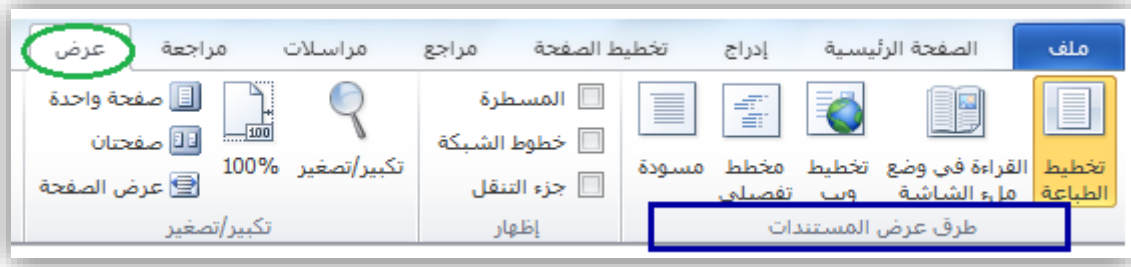 ملف الصفحة الرئيسية إدراج تخطيط الصفحة مراجع مراسلات مراجعة عرض
تخطيط الطباعة
القراءة في وضع ملء الشاشة
تخطيط ويب
مخطط تفصيلي
مسودة
طرق عرض المستندات
المسطرة
خطوط الشبكة
جزء التنقل
إظهار
تكبير/تصغير
100
100%
صفحة واحدة
صفحتان
عرض الصفحة
تكبير/تصغير